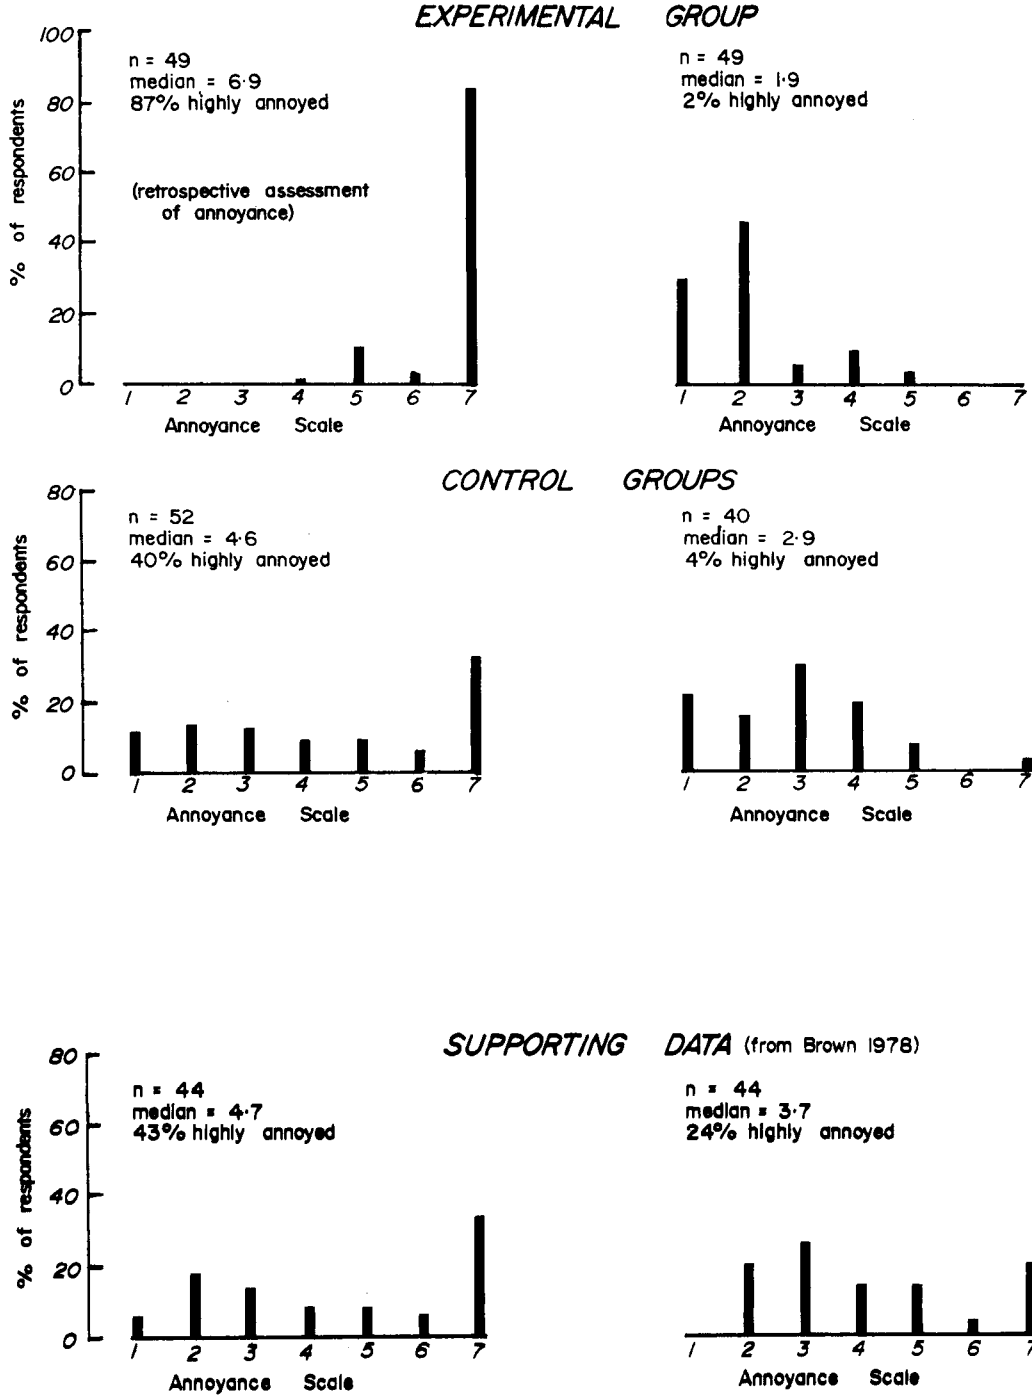 EXPERIMENTAL GROUP
100
80
60
40
20
0
% of respondents
n = 49
median = 6·9
87% highly annoyed
(retrospective assessment
of annoyance)
1 2 3 4 5 6 7
Annoyance Scale
n = 49
median = 1·9
2% highly annoyed
1 2 3 4 5 6 7
Annoyance Scale
CONTROL GROUPS
80
60
40
20
0
% of respondents
n = 52
median = 4·6
40% highly annoyed
1 2 3 4 5 6 7
Annoyance Scale
n = 40
median = 2·9
4% highly annoyed
1 2 3 4 5 6 7
Annoyance Scale
SUPPORTING DATA (from Brown 1978)
80
60
40
20
0
% of respondents
n = 44
median = 4·7
43% highly annoyed
1 2 3 4 5 6 7
Annoyance Scale
n = 44
median = 3·7
24% highly annoyed
1 2 3 4 5 6 7
Annoyance Scale